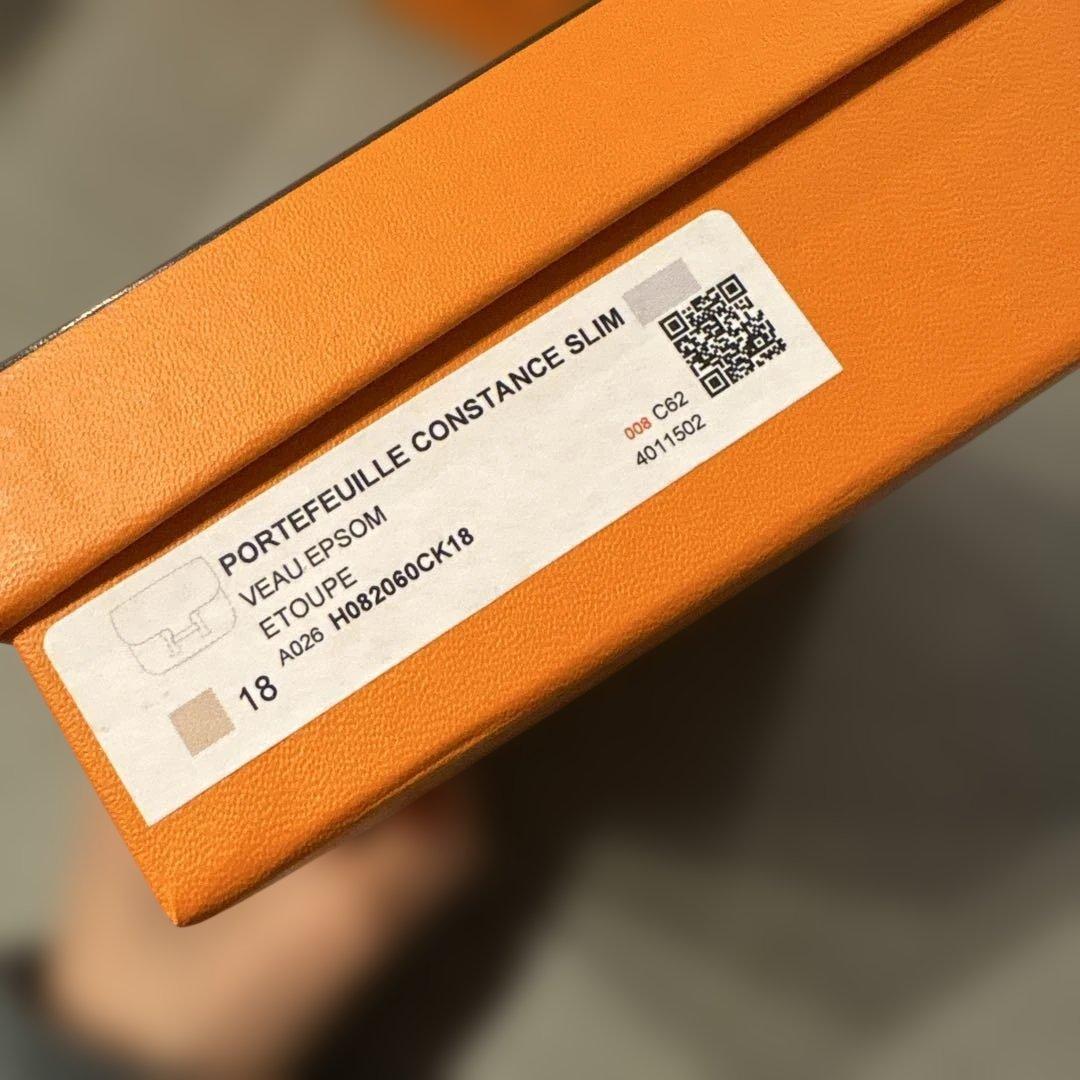 PORTEFEUILLE CONSTANCE SLIM
VEAU EPSOM
ETOUPE
A026 H082060CK18
18
008 C62
4011502